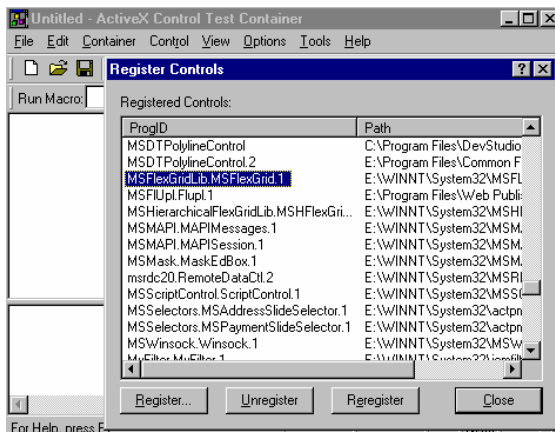 Untitled - ActiveX Control Test Container
File Edit Container Control View Options Tools Help
Register Controls
Run Macro:
Registered Controls:
ProgID Path
MSDTPolylineControl C:\Program Files\DevStudio
MSDTPolylineControl.2 E:\Program Files\Common F
MSFlexGridLib.MSFlexGrid.1 E:\WINNT\System32\MSFL
MSFlUpl.Flupl.1 E:\Program Files\Web Publi
MSHierarchicalFlexGridLib.MSHFlexGri... E:\WINNT\System32\MSHI
MSMAPI.MAPIMessages.1 E:\WINNT\System32\MSM
MSMAPI.MAPISession.1 E:\WINNT\System32\MSM
MSMask.MaskEdBox.1 E:\WINNT\System32\MSM
msrdc20.RemoteDataCtl.2 E:\WINNT\System32\MSRI
MSScriptControl.ScriptControl.1 E:\WINNT\System32\MSS
MSSelectors.MSAddressSlideSelector.1 E:\WINNT\System32\actpn
MSSelectors.MSPaymentSlideSelector.1 E:\WINNT\System32\actpn
MSWinsock.Winsock.1 E:\WINNT\System32\MSW
MyFilter.MyFilter.1
Register... Unregister Reregister Close
For Help, press